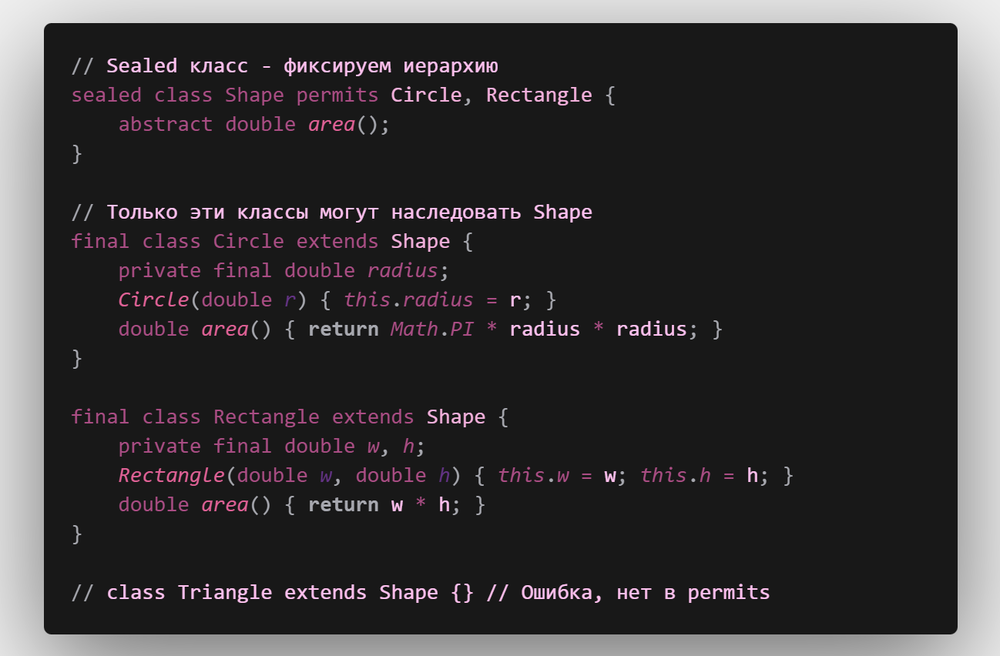 // Sealed класс - фиксируем иерархию
sealed class Shape permits Circle, Rectangle {
    abstract double area();
}

// Только эти классы могут наследовать Shape
final class Circle extends Shape {
    private final double radius;
    Circle(double r) { this.radius = r; }
    double area() { return Math.PI * radius * radius; }
}

final class Rectangle extends Shape {
    private final double w, h;
    Rectangle(double w, double h) { this.w = w; this.h = h; }
    double area() { return w * h; }
}

// class Triangle extends Shape {} // Ошибка, нет в permits